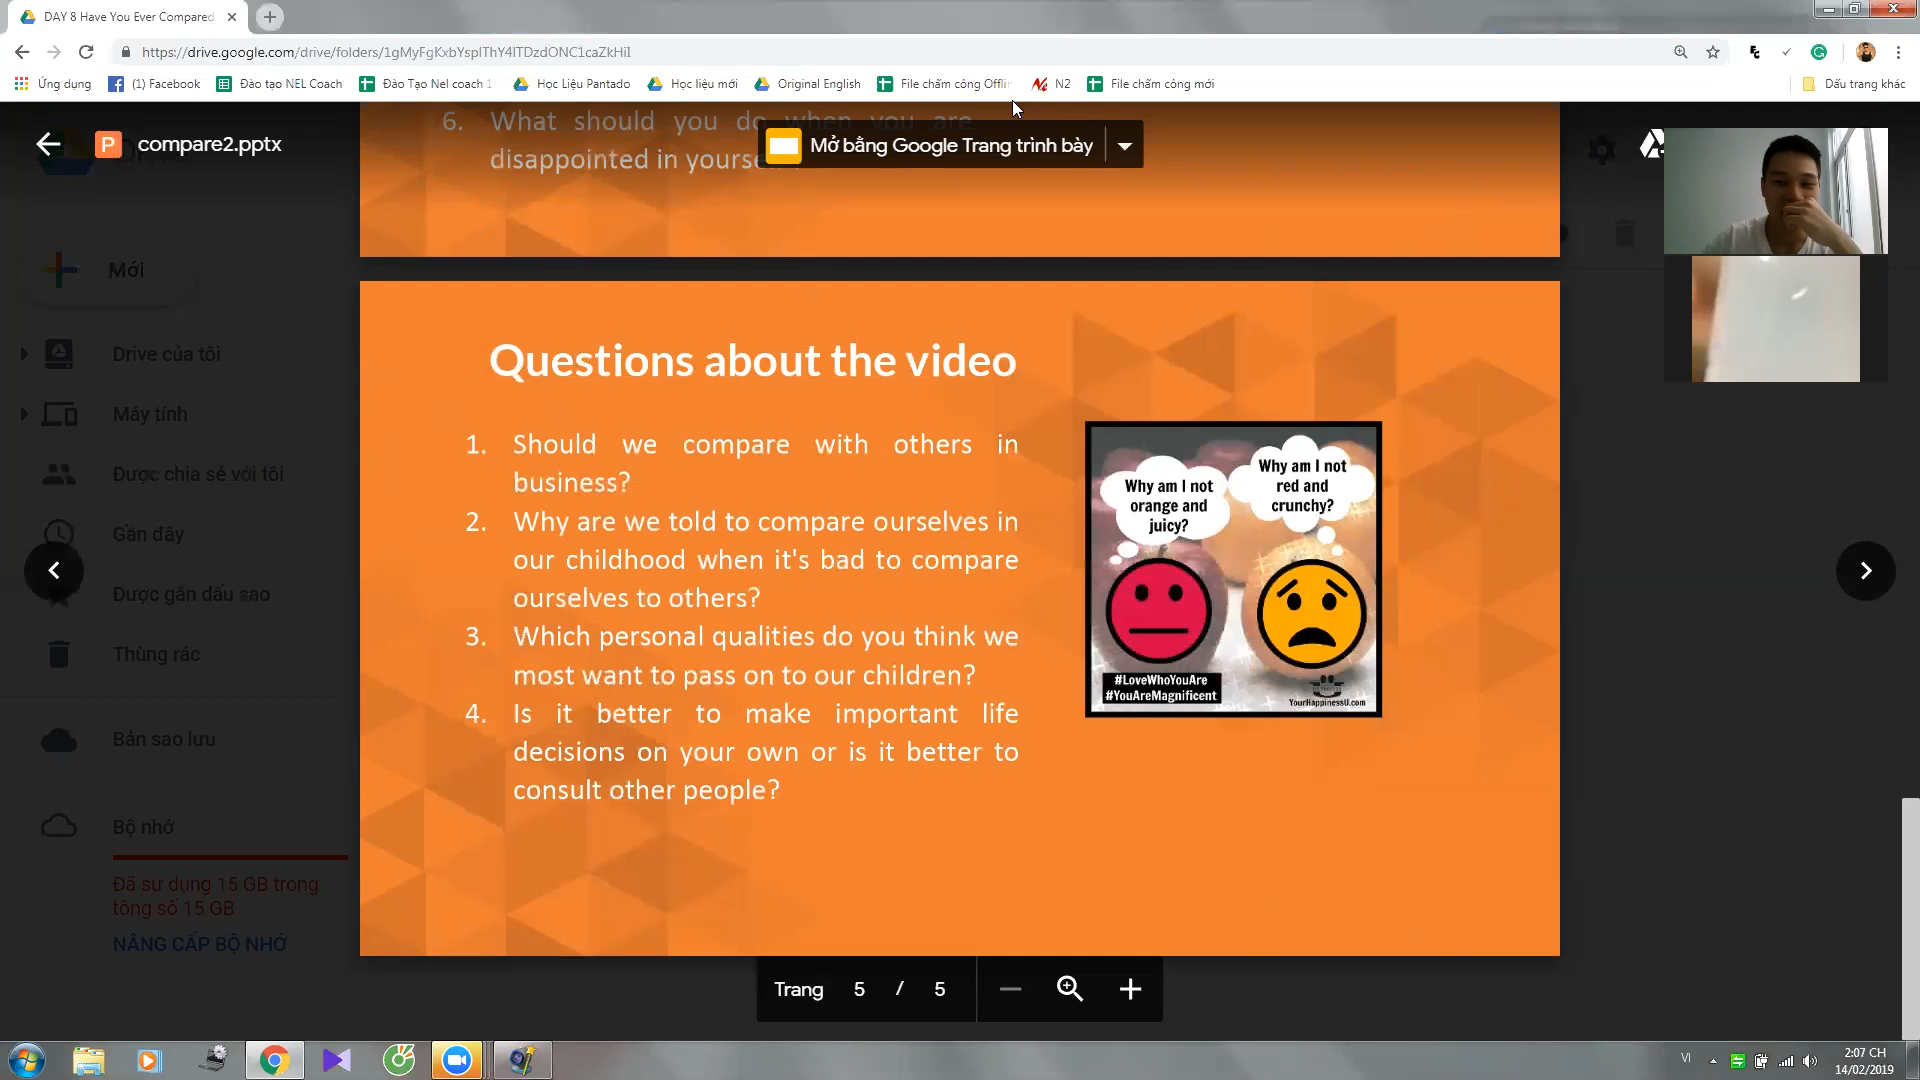 DAY 8 Have You Ever Compared
https://drive.google.com/drive/folders/1gMyFgKxbYsplThY4lTDzdONC1caZkHiI
Ứng dụng
(1) Facebook
Đào tạo NEL Coach
Đào Tạo Nel coach 1
Học Liệu Pantado
Học liệu mới
Original English
File chấm công Offlin
N2
File chấm công mới
Dấu trang khác
compare2.pptx
Mở bằng Google Trang trình bày
6. What should you do when you are
disappointed in yourse
Mới
Drive của tôi
Máy tính
Được chia sẻ với tôi
Gần đây
Được gắn dấu sao
Thùng rác
Bản sao lưu
Bộ nhớ
Đã sử dụng 15 GB trong
tổng số 15 GB
NÂNG CẤP BỘ NHỚ
Questions about the video
1. Should we compare with others in
business?
2. Why are we told to compare ourselves in
our childhood when it's bad to compare
ourselves to others?
3. Which personal qualities do you think we
most want to pass on to our children?
4. Is it better to make important life
decisions on your own or is it better to
consult other people?
Why am I not
orange and
juicy?
Why am I not
red and
crunchy?
#LoveWhoYouAre
#YouAreMagnificent
YourHappinessU.com
Trang 5 / 5
VI
2:07 CH
14/02/2019